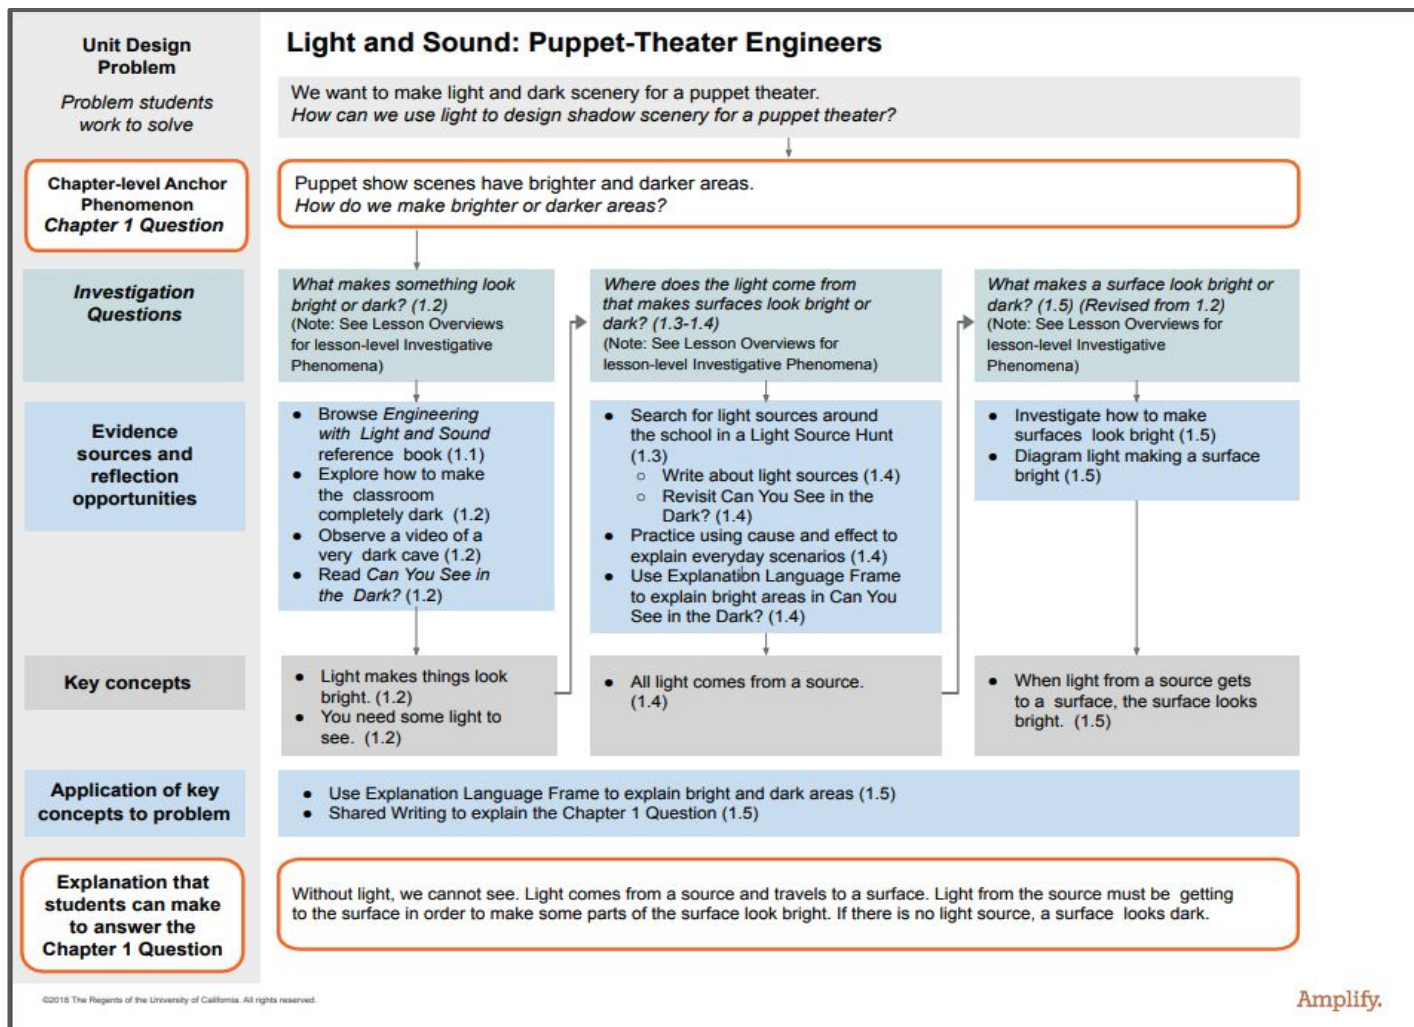 Unit Design
Problem
Problem students
work to solve
Light and Sound: Puppet-Theater Engineers
We want to make light and dark scenery for a puppet theater.
How can we use light to design shadow scenery for a puppet theater?
Chapter-level Anchor
Phenomenon
Chapter 1 Question
Puppet show scenes have brighter and darker areas.
How do we make brighter or darker areas?
Investigation
Questions
What makes something look
bright or dark? (1.2)
(Note: See Lesson Overviews
for lesson-level Investigative
Phenomena)
Where does the light come from
that makes surfaces look bright or
dark? (1.3-1.4)
(Note: See Lesson Overviews for
lesson-level Investigative Phenomena)
What makes a surface look bright or
dark? (1.5) (Revised from 1.2)
(Note: See Lesson Overviews for
lesson-level Investigative
Phenomena)
Evidence
sources and
reflection
opportunities
● Browse Engineering
with Light and Sound
reference book (1.1)
● Explore how to make
the classroom
completely dark (1.2)
● Observe a video of a
very dark cave (1.2)
● Read Can You See in
the Dark? (1.2)
● Search for light sources around
the school in a Light Source Hunt
(1.3)
○ Write about light sources (1.4)
○ Revisit Can You See in the
Dark? (1.4)
● Practice using cause and effect to
explain everyday scenarios (1.4)
● Use Explanation Language Frame
to explain bright areas in Can You
See in the Dark? (1.4)
● Investigate how to make
surfaces look bright (1.5)
● Diagram light making a surface
bright (1.5)
Key concepts
● Light makes things look
bright. (1.2)
● You need some light to
see. (1.2)
● All light comes from a source.
(1.4)
● When light from a source gets
to a surface, the surface looks
bright. (1.5)
Application of key
concepts to problem
● Use Explanation Language Frame to explain bright and dark areas (1.5)
● Shared Writing to explain the Chapter 1 Question (1.5)
Explanation that
students can make
to answer the
Chapter 1 Question
Without light, we cannot see. Light comes from a source and travels to a surface. Light from the source must be getting
to the surface in order to make some parts of the surface look bright. If there is no light source, a surface looks dark.
©2018 The Regents of the University of California. All rights reserved.
Amplify.